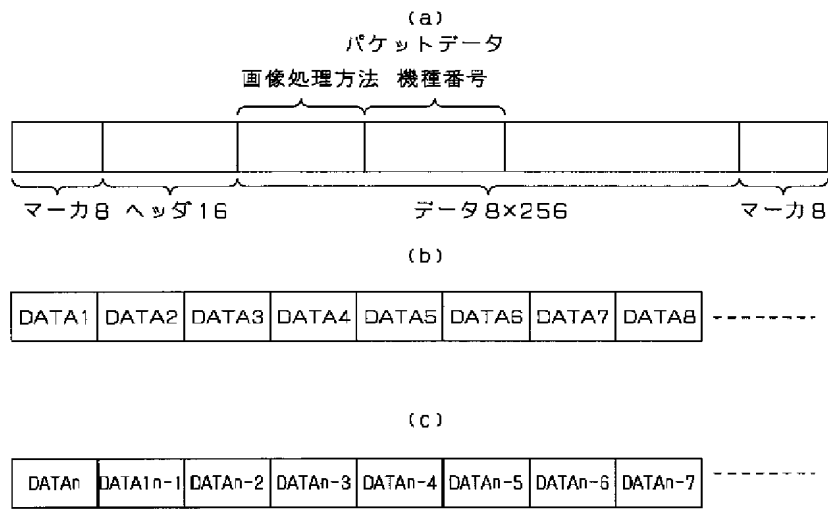 (a)
パケットデータ
画像処理方法 機種番号
マーカ8 ヘッダ16 データ8×256 マーカ8
(b)
DATA1 DATA2 DATA3 DATA4 DATA5 DATA6 DATA7 DATA8
(c)
DATAn DATA1n-1 DATAn-2 DATAn-3 DATAn-4 DATAn-5 DATAn-6 DATAn-7